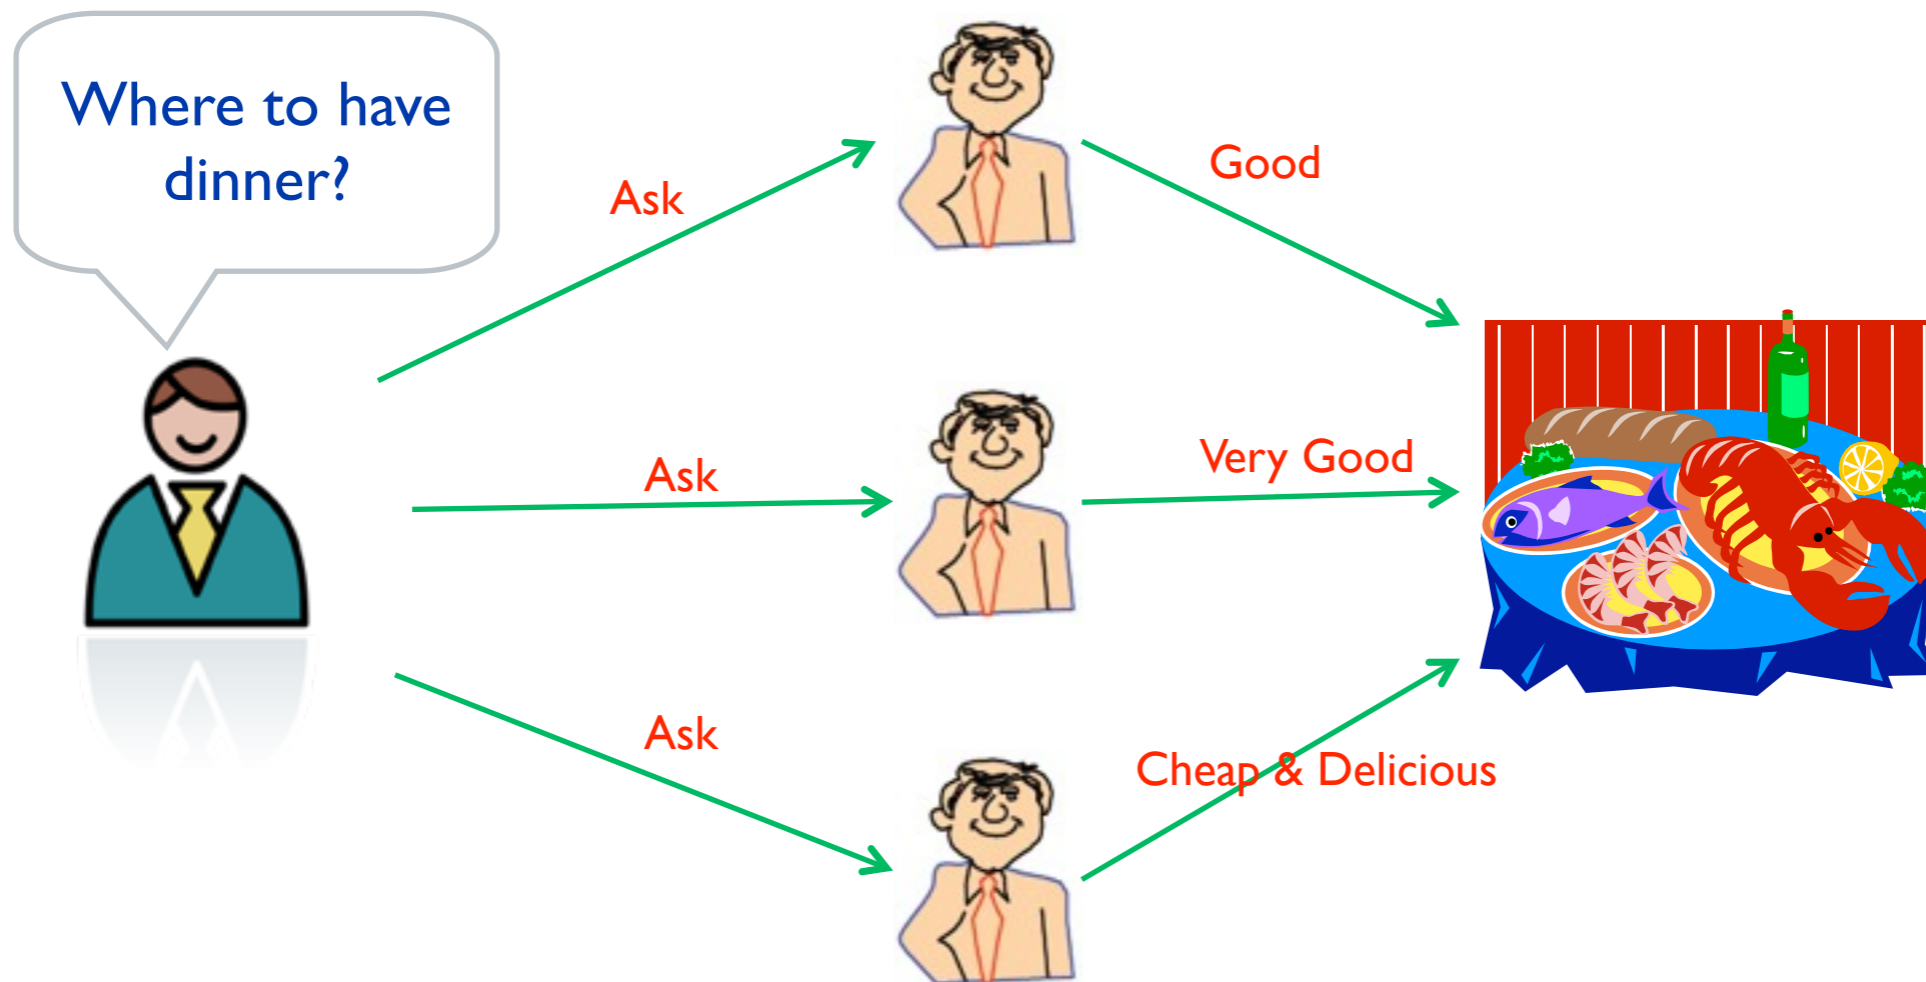 Where to have
dinner?
Ask
Good
Ask
Very Good
Ask
Cheap & Delicious